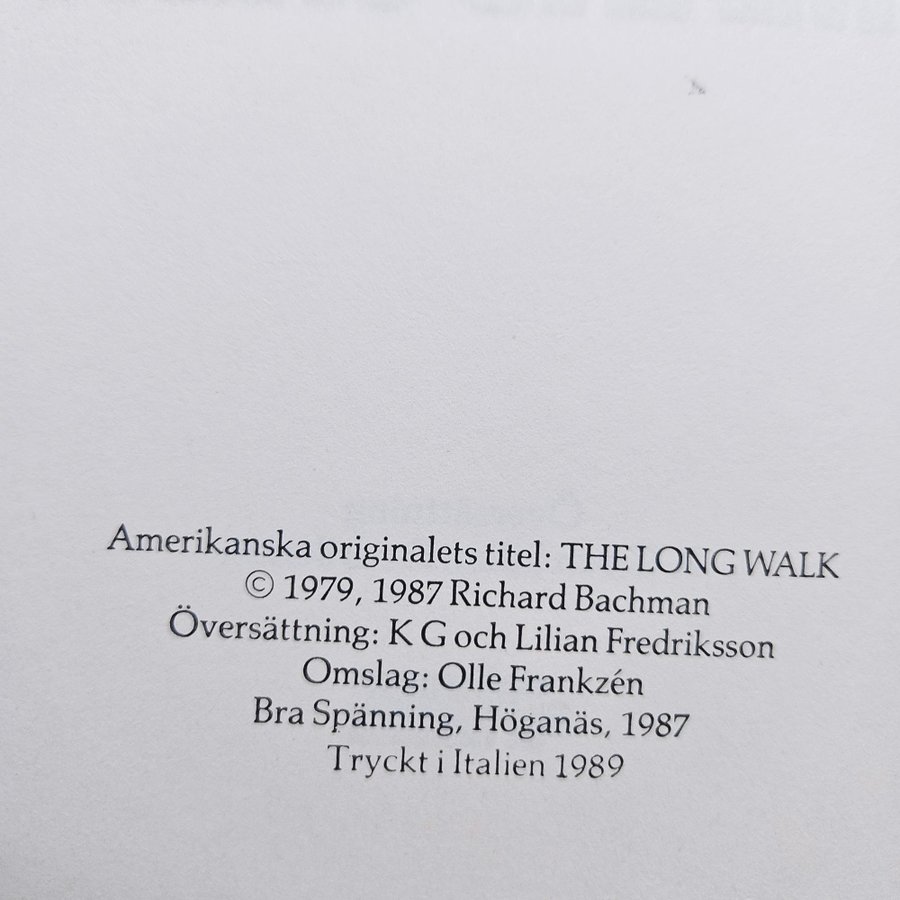 Amerikanska originalets titel: THE LONG WALK
© 1979, 1987 Richard Bachman
Översättning: K G och Lilian Fredriksson
Omslag: Olle Frankzén
Bra Spänning, Höganäs, 1987
Tryckt i Italien 1989